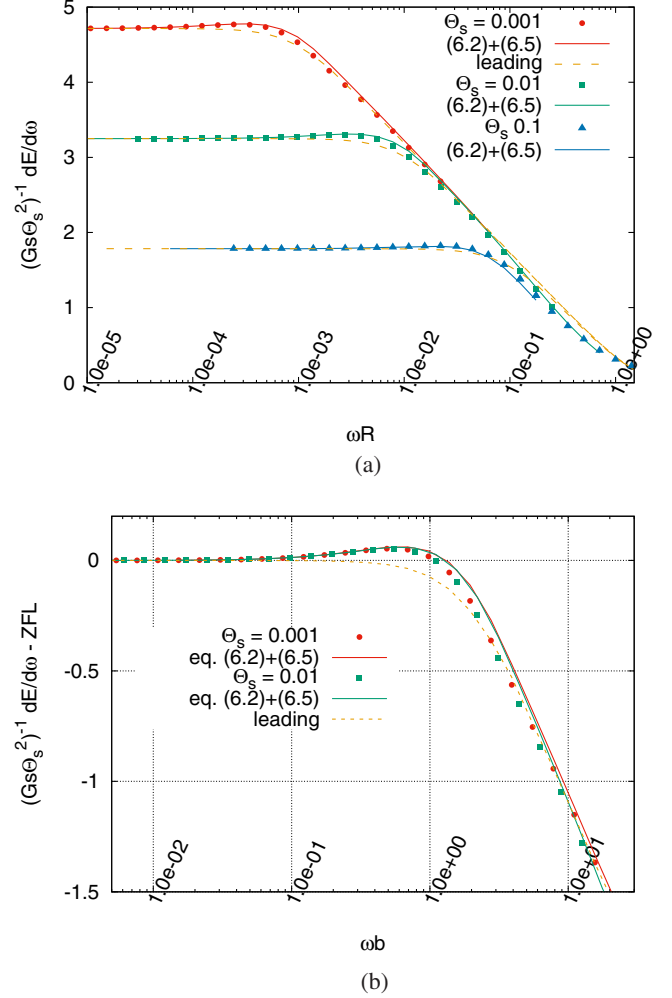 5
4
3
2
1
0
(GsΘs²)⁻¹ dE/dω
Θs = 0.001
(6.2)+(6.5)
leading
Θs = 0.01
(6.2)+(6.5)
Θs 0.1
(6.2)+(6.5)
1.0e-05
1.0e-04
1.0e-03
1.0e-02
1.0e-01
1.0e+00
ωR
(a)
0
-0.5
-1
-1.5
(GsΘs²)⁻¹ dE/dω - ZFL
Θs = 0.001
eq. (6.2)+(6.5)
Θs = 0.01
eq. (6.2)+(6.5)
leading
1.0e-02
1.0e-01
1.0e+00
1.0e+01
ωb
(b)